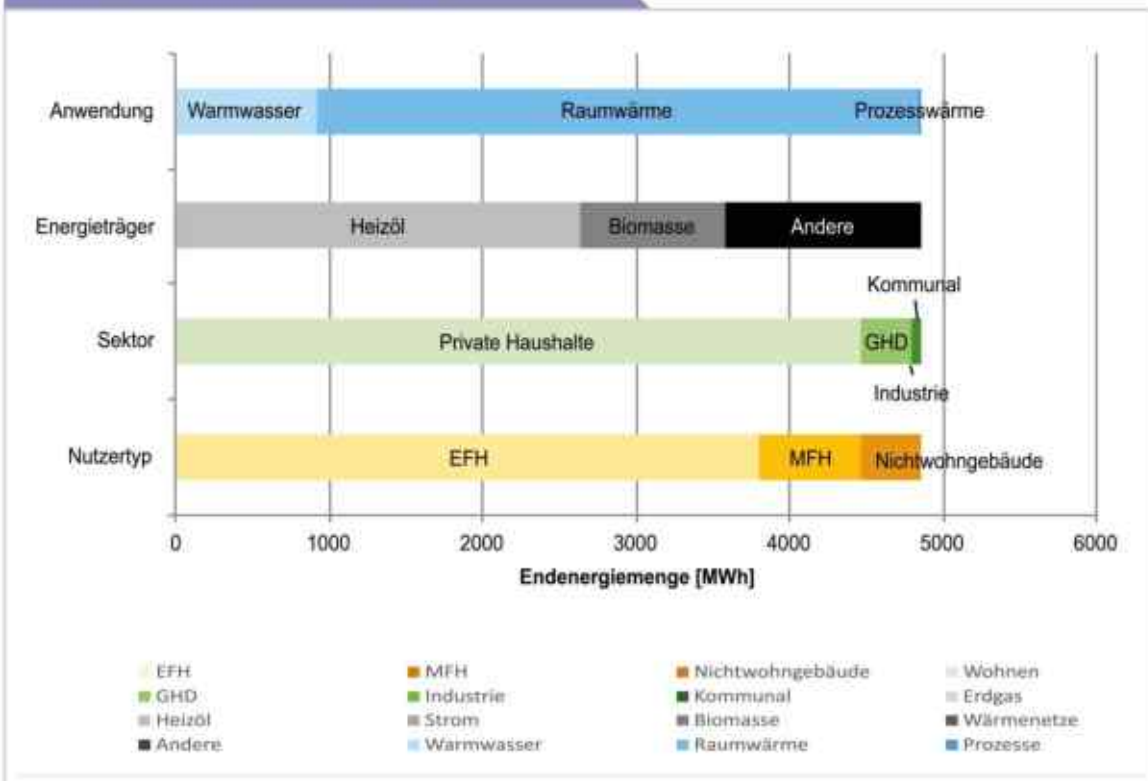 Anwendung Warmwasser Raumwärme Prozesswärme
Energieträger Heizöl Biomasse Andere
Kommunal
Sektor Private Haushalte GHD
Industrie
Nutzertyp EFH MFH Nichtwohngebäude
0 1000 2000 3000 4000 5000 6000
Endenergiemenge [MWh]
EFH MFH Nichtwohngebäude Wohnen
GHD Industrie Kommunal Erdgas
Heizöl Strom Biomasse Wärmenetze
Andere Warmwasser Raumwärme Prozesse